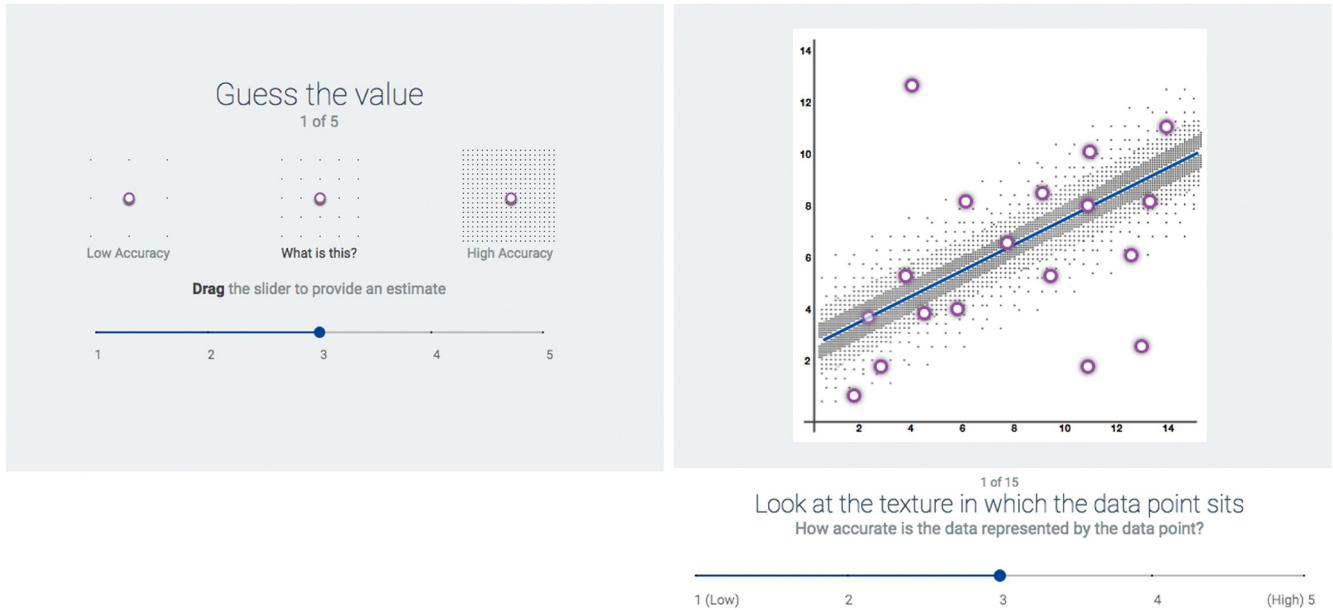 Guess the value
1 of 5
Low Accuracy
What is this?
High Accuracy
Drag the slider to provide an estimate
1 2 3 4 5
14
12
10
8
6
4
2
2 4 6 8 10 12 14
1 of 15
Look at the texture in which the data point sits
How accurate is the data represented by the data point?
1 (Low) 2 3 4 (High) 5